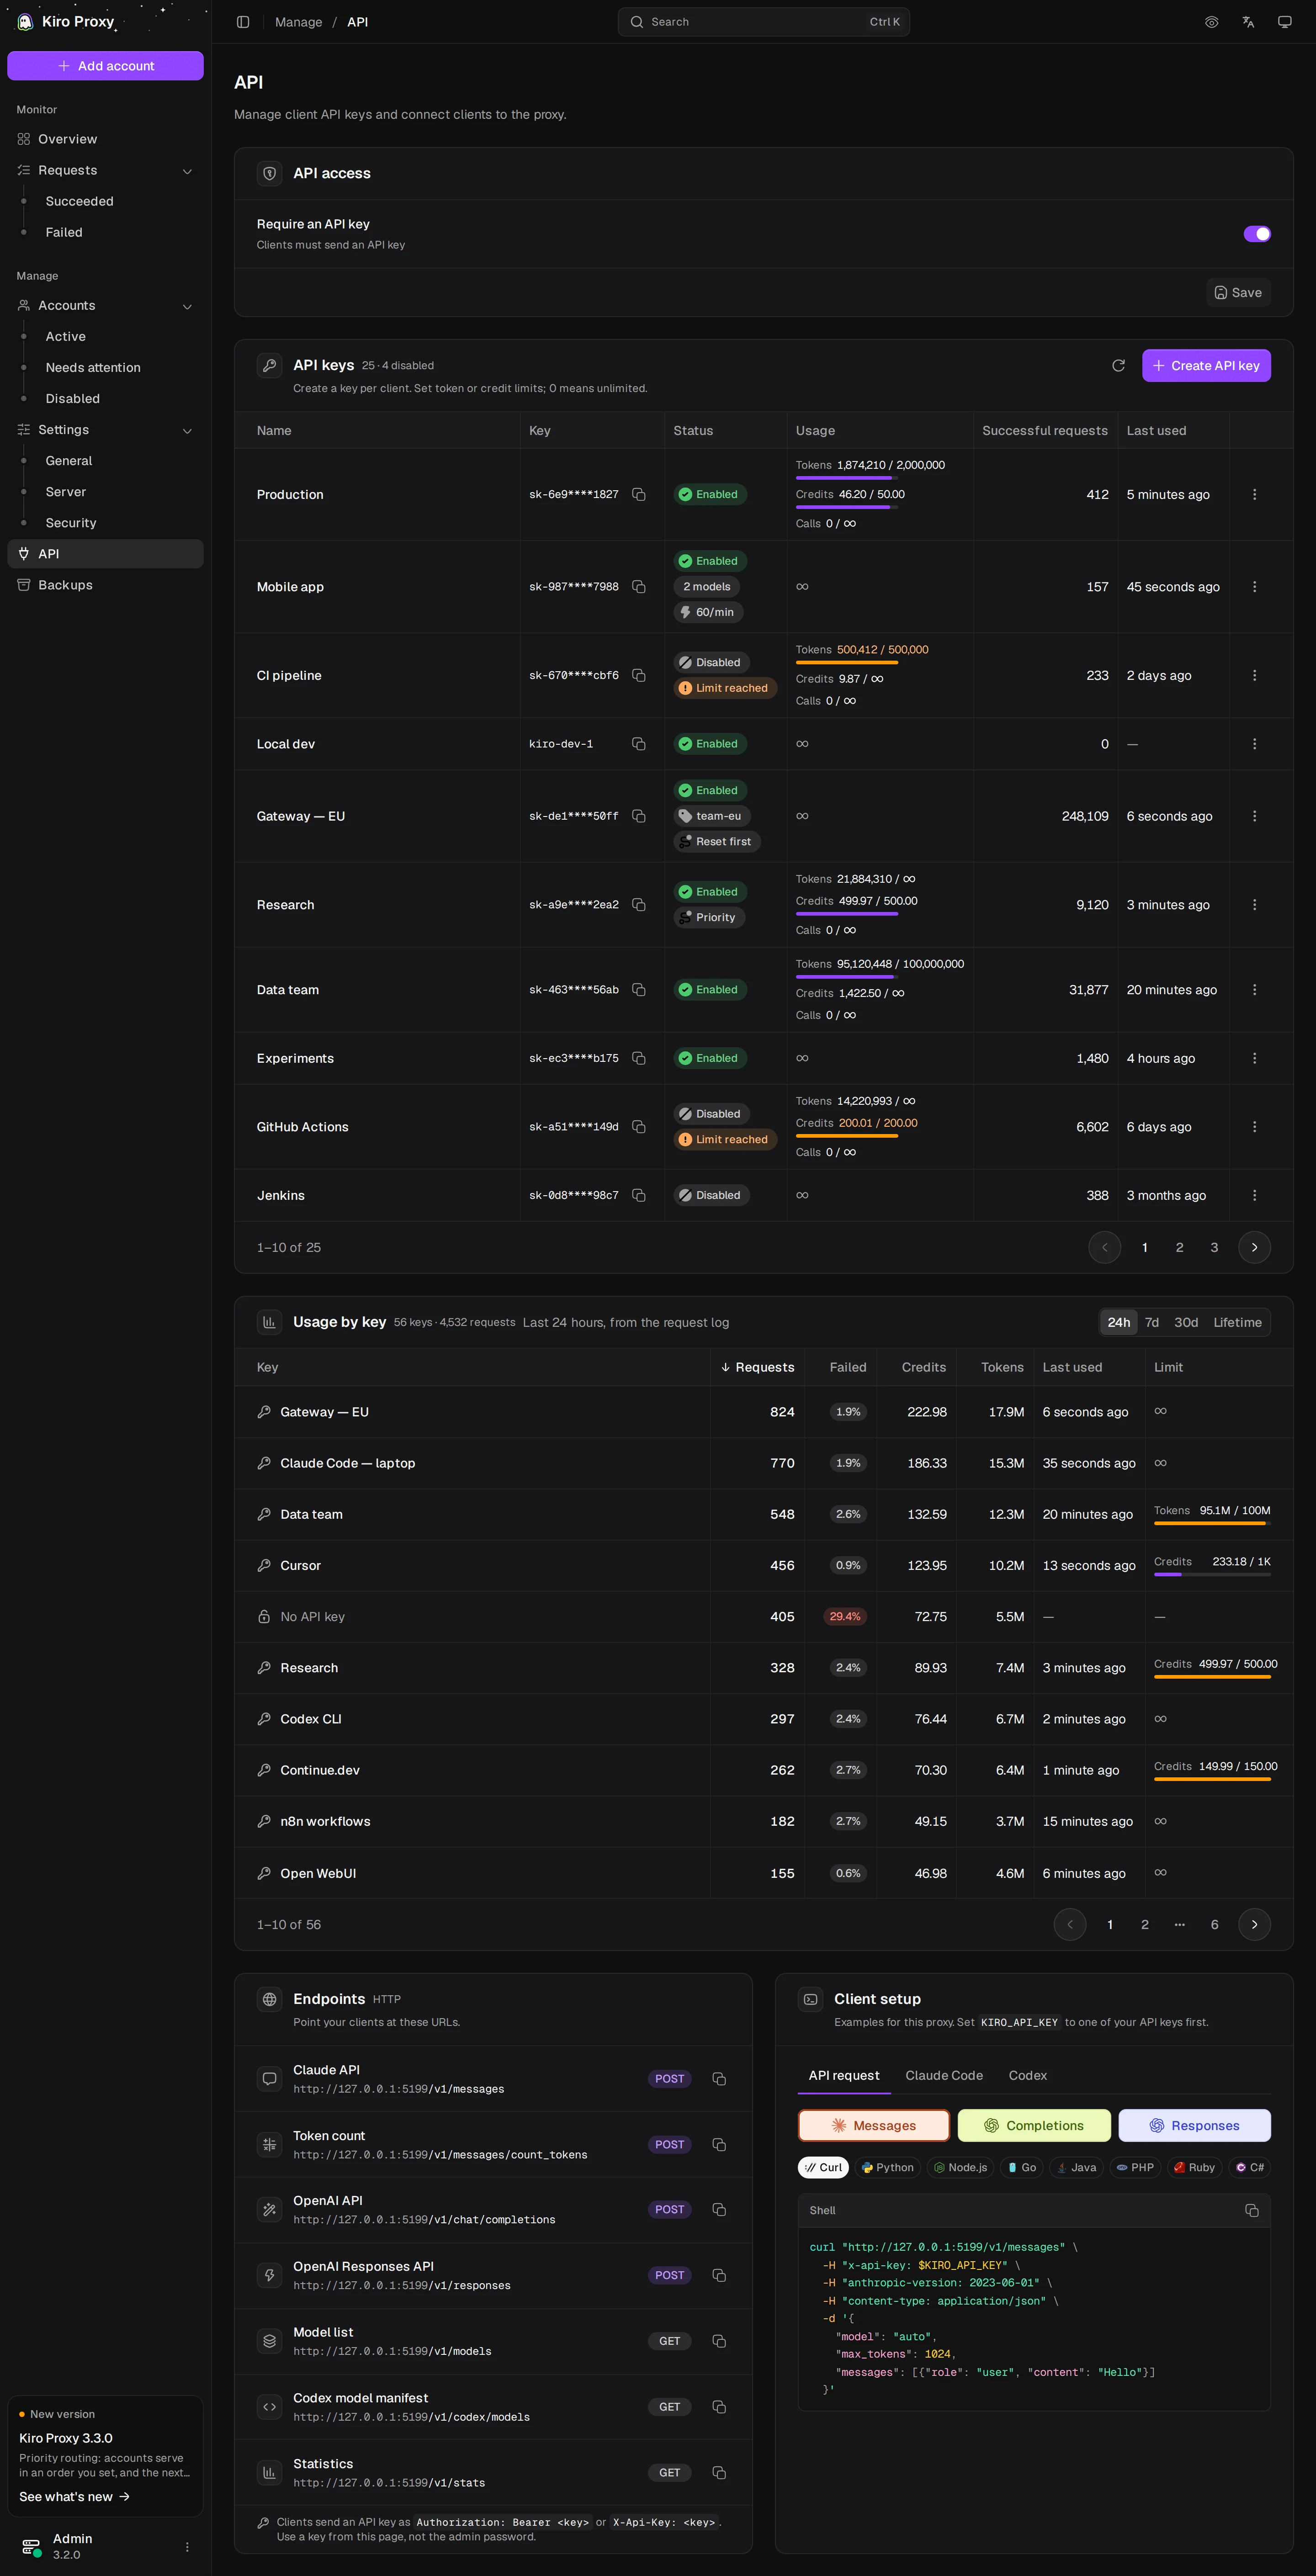 Kiro Proxy
Manage / API
Search
Ctrl K
Add account
Monitor
Overview
Requests
Succeeded
Failed
Manage
Accounts
Active
Needs attention
Disabled
Settings
General
Server
Security
API
Backups
New version
Kiro Proxy 3.3.0
Priority routing: accounts serve
in an order you set, and the next...
See what's new →
Admin
3.2.0
API
Manage client API keys and connect clients to the proxy.
API access
Require an API key
Clients must send an API key
Save
API keys 25 · 4 disabled
Create a key per client. Set token or credit limits; 0 means unlimited.
Create API key
Name Key Status Usage Successful requests Last used
Tokens 1,874,210 / 2,000,000
Production sk-6e9****1827 Enabled Credits 46.20 / 50.00 412 5 minutes ago
Calls 0 / ∞
Enabled
Mobile app sk-987****7988 2 models ∞ 157 45 seconds ago
60/min
Tokens 500,412 / 500,000
Disabled
CI pipeline sk-670****cbf6 Credits 9.87 / ∞ 233 2 days ago
Limit reached
Calls 0 / ∞
Local dev kiro-dev-1 Enabled ∞ 0 —
Enabled
Gateway — EU sk-de1****50ff team-eu ∞ 248,109 6 seconds ago
Reset first
Tokens 21,884,310 / ∞
Enabled
Research sk-a9e****2ea2 Credits 499.97 / 500.00 9,120 3 minutes ago
Priority
Calls 0 / ∞
Tokens 95,120,448 / 100,000,000
Data team sk-463****56ab Enabled Credits 1,422.50 / ∞ 31,877 20 minutes ago
Calls 0 / ∞
Experiments sk-ec3****b175 Enabled ∞ 1,480 4 hours ago
Tokens 14,220,993 / ∞
Disabled
GitHub Actions sk-a51****149d Credits 200.01 / 200.00 6,602 6 days ago
Limit reached
Calls 0 / ∞
Jenkins sk-0d8****98c7 Disabled ∞ 388 3 months ago
1–10 of 25
1 2 3
Usage by key 56 keys · 4,532 requests Last 24 hours, from the request log
24h 7d 30d Lifetime
Key ↓ Requests Failed Credits Tokens Last used Limit
Gateway — EU 824 1.9% 222.98 17.9M 6 seconds ago ∞
Claude Code — laptop 770 1.9% 186.33 15.3M 35 seconds ago ∞
Data team 548 2.6% 132.59 12.3M 20 minutes ago Tokens 95.1M / 100M
Cursor 456 0.9% 123.95 10.2M 13 seconds ago Credits 233.18 / 1K
No API key 405 29.4% 72.75 5.5M — —
Research 328 2.4% 89.93 7.4M 3 minutes ago Credits 499.97 / 500.00
Codex CLI 297 2.4% 76.44 6.7M 2 minutes ago ∞
Continue.dev 262 2.7% 70.30 6.4M 1 minute ago Credits 149.99 / 150.00
n8n workflows 182 2.7% 49.15 3.7M 15 minutes ago ∞
Open WebUI 155 0.6% 46.98 4.6M 6 minutes ago ∞
1–10 of 56
1 2 ··· 6
Endpoints HTTP
Point your clients at these URLs.
Claude API
http://127.0.0.1:5199/v1/messages
POST
Token count
http://127.0.0.1:5199/v1/messages/count_tokens
POST
OpenAI API
http://127.0.0.1:5199/v1/chat/completions
POST
OpenAI Responses API
http://127.0.0.1:5199/v1/responses
POST
Model list
http://127.0.0.1:5199/v1/models
GET
Codex model manifest
http://127.0.0.1:5199/v1/codex/models
GET
Statistics
http://127.0.0.1:5199/v1/stats
GET
Clients send an API key as Authorization: Bearer <key> or X-Api-Key: <key>.
Use a key from this page, not the admin password.
Client setup
Examples for this proxy. Set KIRO_API_KEY to one of your API keys first.
API request Claude Code Codex
Messages Completions Responses
Curl Python Node.js Go Java PHP Ruby C#
Shell
curl "http://127.0.0.1:5199/v1/messages" \
-H "x-api-key: $KIRO_API_KEY" \
-H "anthropic-version: 2023-06-01" \
-H "content-type: application/json" \
-d '{
"model": "auto",
"max_tokens": 1024,
"messages": [{"role": "user", "content": "Hello"}]
}'